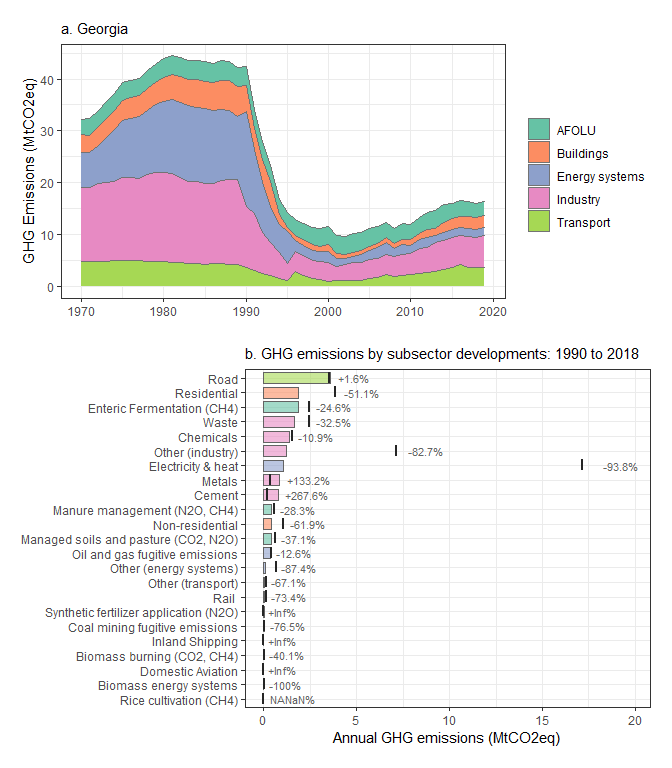 a. Georgia
GHG Emissions (MtCO2eq)
40
30
20
10
0
1970 1980 1990 2000 2010 2020
AFOLU
Buildings
Energy systems
Industry
Transport
b. GHG emissions by subsector developments: 1990 to 2018
Road +1.6%
Residential -51.1%
Enteric Fermentation (CH4) -24.6%
Waste -32.5%
Chemicals -10.9%
Other (industry) -82.7%
Electricity & heat -93.8%
Metals +133.2%
Cement +267.6%
Manure management (N2O, CH4) -28.3%
Non-residential -61.9%
Managed soils and pasture (CO2, N2O) -37.1%
Oil and gas fugitive emissions -12.6%
Other (energy systems) -87.4%
Other (transport) -67.1%
Rail -73.4%
Synthetic fertilizer application (N2O) +Inf%
Coal mining fugitive emissions -76.5%
Inland Shipping +Inf%
Biomass burning (CO2, CH4) -40.1%
Domestic Aviation +Inf%
Biomass energy systems -100%
Rice cultivation (CH4) NANaN%
0 5 10 15 20
Annual GHG emissions (MtCO2eq)